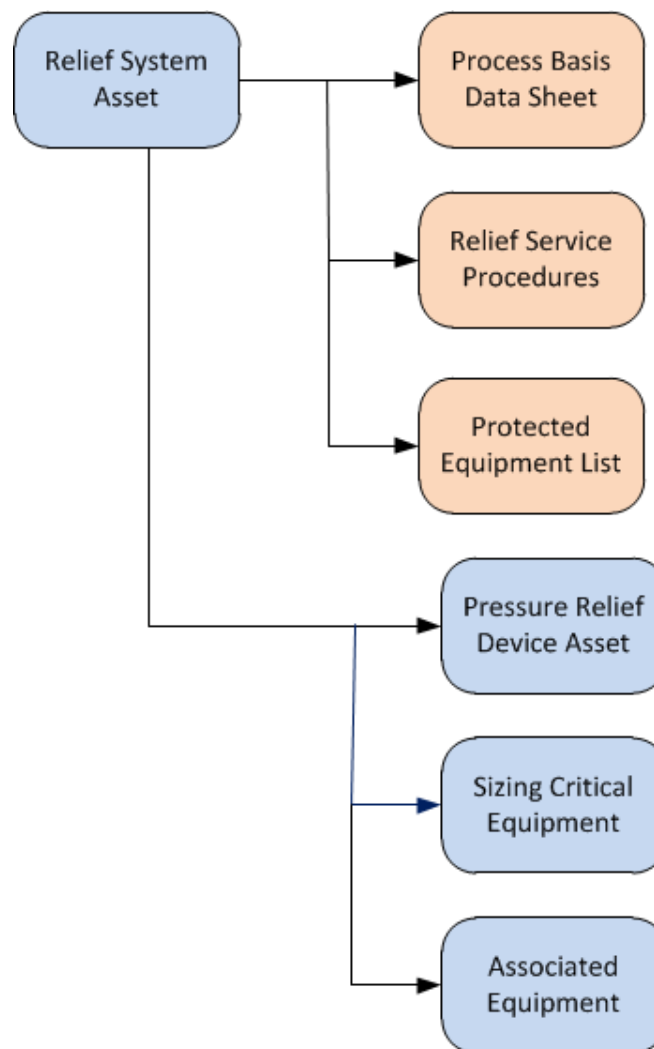 Relief System
Asset
Process Basis
Data Sheet
Relief Service
Procedures
Protected
Equipment List
Pressure Relief
Device Asset
Sizing Critical
Equipment
Associated
Equipment